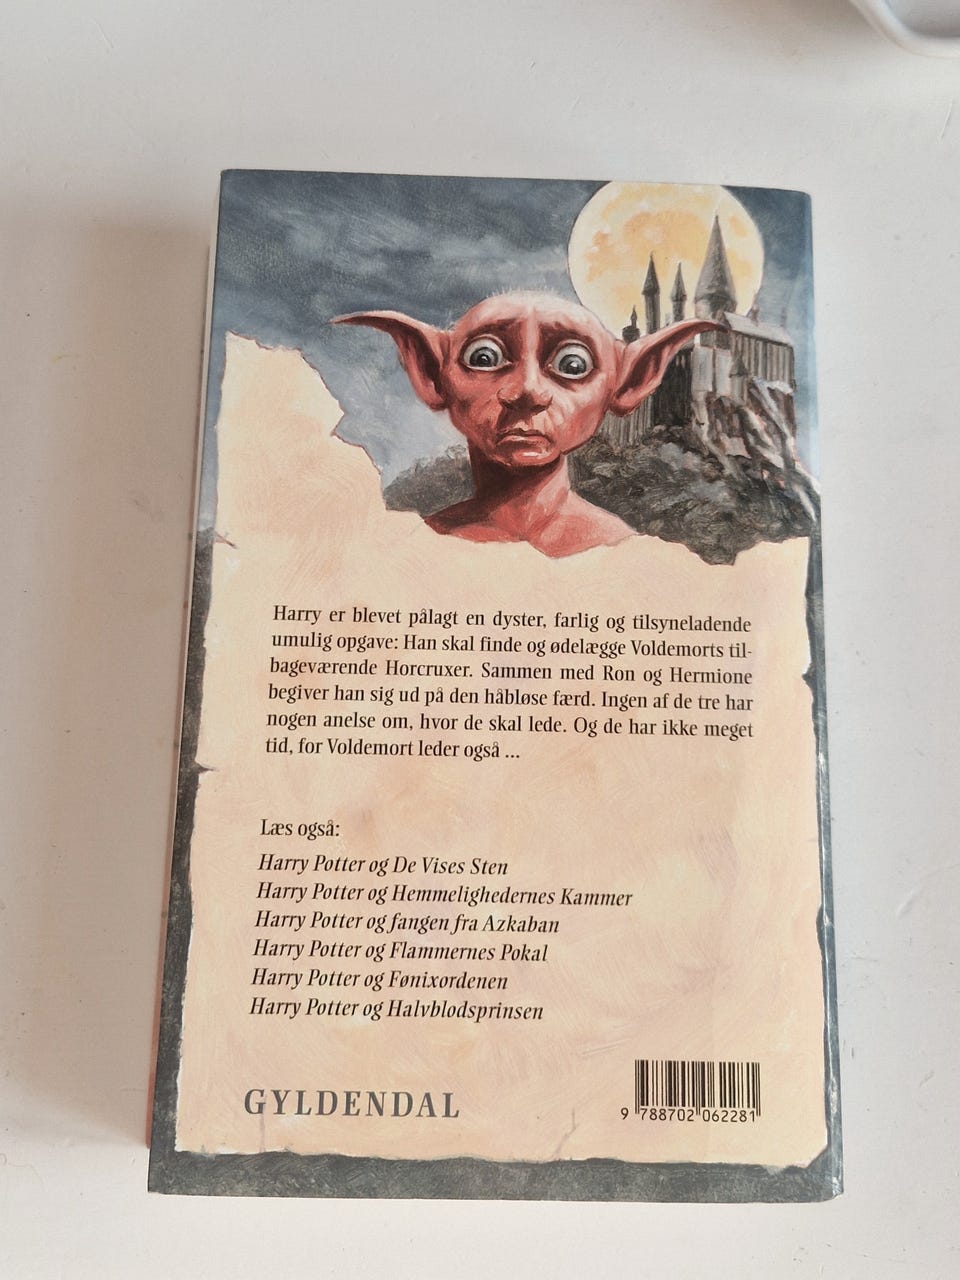 Harry er blevet pålagt en dyster, farlig og tilsyneladende
umulig opgave: Han skal finde og ødelægge Voldemorts til-
bageværende Horcruxer. Sammen med Ron og Hermione
begiver han sig ud på den håbløse færd. Ingen af de tre har
nogen anelse om, hvor de skal lede. Og de har ikke meget
tid, for Voldemort leder også ...
Læs også:
Harry Potter og De Vises Sten
Harry Potter og Hemmelighedernes Kammer
Harry Potter og fangen fra Azkaban
Harry Potter og Flammernes Pokal
Harry Potter og Fønixordenen
Harry Potter og Halvblodsprinsen
GYLDENDAL
9 788702 062281